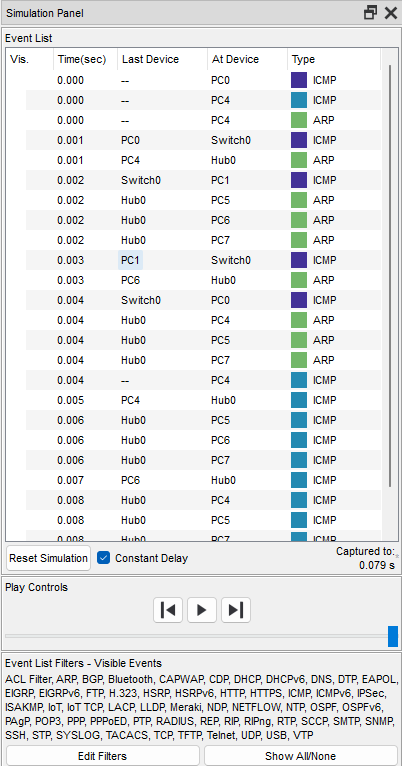 Simulation Panel
Event List
Vis. Time(sec) Last Device At Device Type
0.000 -- PC0 ICMP
0.000 -- PC4 ICMP
0.000 -- PC4 ARP
0.001 PC0 Switch0 ICMP
0.001 PC4 Hub0 ARP
0.002 Switch0 PC1 ICMP
0.002 Hub0 PC5 ARP
0.002 Hub0 PC6 ARP
0.002 Hub0 PC7 ARP
0.003 PC1 Switch0 ICMP
0.003 PC6 Hub0 ARP
0.004 Switch0 PC0 ICMP
0.004 Hub0 PC4 ARP
0.004 Hub0 PC5 ARP
0.004 Hub0 PC7 ARP
0.004 -- PC4 ICMP
0.005 PC4 Hub0 ICMP
0.006 Hub0 PC5 ICMP
0.006 Hub0 PC6 ICMP
0.006 Hub0 PC7 ICMP
0.007 PC6 Hub0 ICMP
0.008 Hub0 PC4 ICMP
0.008 Hub0 PC5 ICMP
0.008 Hub0 PC7 ICMP
Reset Simulation Constant Delay Captured to:
0.079 s
Play Controls
Event List Filters - Visible Events
ACL Filter, ARP, BGP, Bluetooth, CAPWAP, CDP, DHCP, DHCPv6, DNS, DTP, EAPOL,
EIGRP, EIGRPv6, FTP, H.323, HSRP, HSRPv6, HTTP, HTTPS, ICMP, ICMPv6, IPSec,
ISAKMP, IoT, IoT TCP, LACP, LLDP, Meraki, NDP, NETFLOW, NTP, OSPF, OSPFv6,
PAgP, POP3, PPP, PPPoED, PTP, RADIUS, REP, RIP, RIPng, RTP, SCCP, SMTP, SNMP,
SSH, STP, SYSLOG, TACACS, TCP, TFTP, Telnet, UDP, USB, VTP
Edit Filters Show All/None